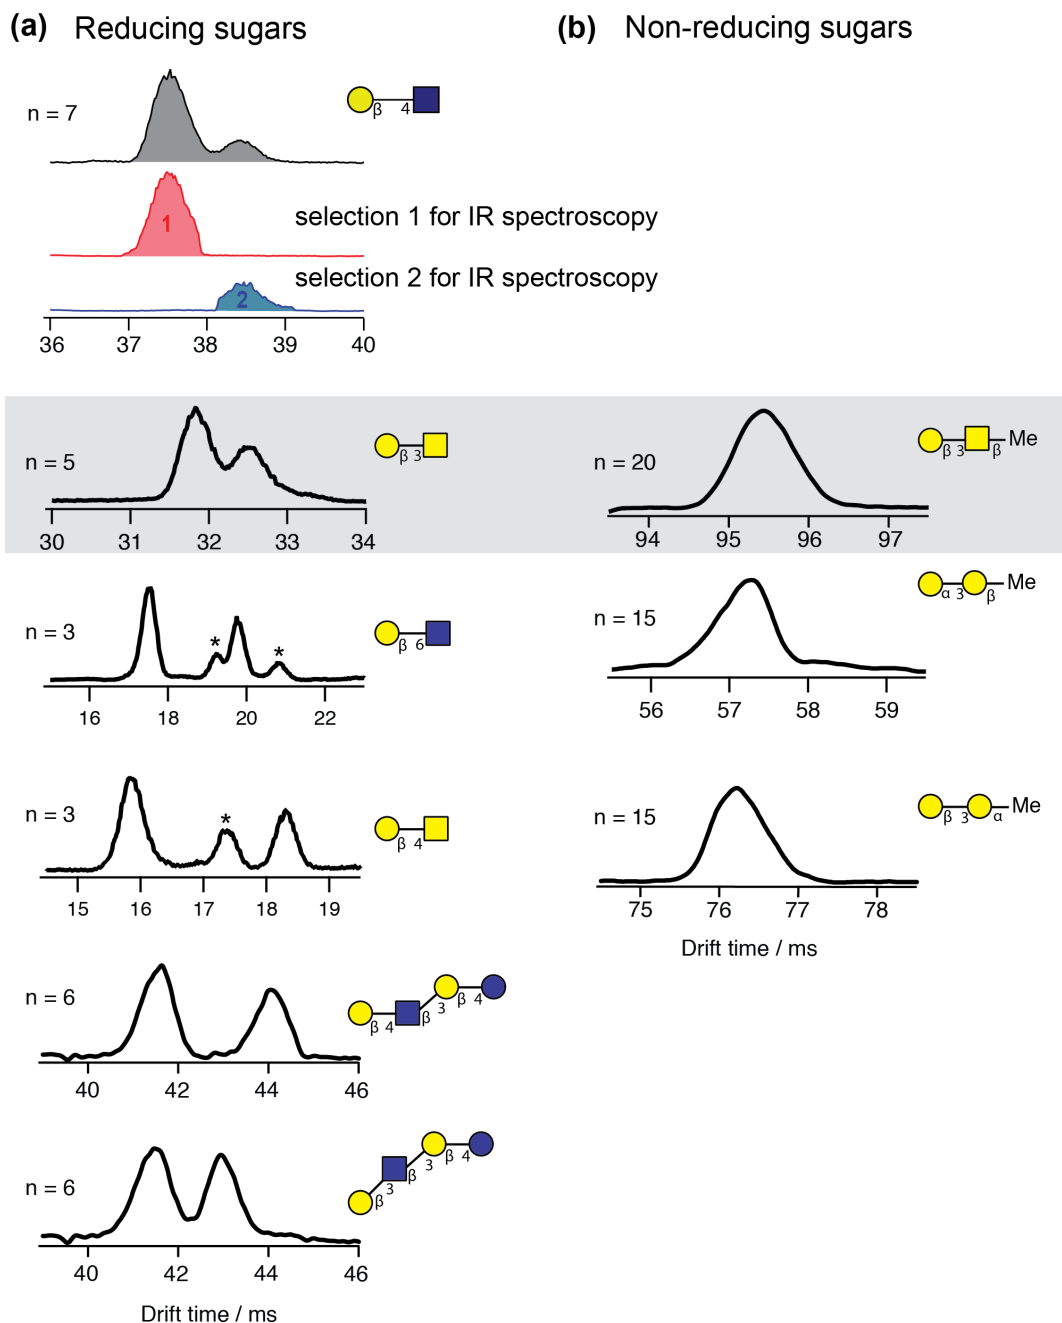 (a) Reducing sugars
(b) Non-reducing sugars
n = 7
β 4
1
selection 1 for IR spectroscopy
selection 2 for IR spectroscopy
2
36 37 38 39 40
n = 5
β 3
30 31 32 33 34
n = 20
β 3 β Me
94 95 96 97
n = 3
* *
β 6
16 18 20 22
n = 15
α 3 β Me
56 57 58 59
n = 3
*
β 4
15 16 17 18 19
n = 15
β 3 α Me
75 76 77 78
Drift time / ms
n = 6
β 4 β 3 β 4
40 42 44 46
n = 6
β 3 β 3 β 4
40 42 44 46
Drift time / ms